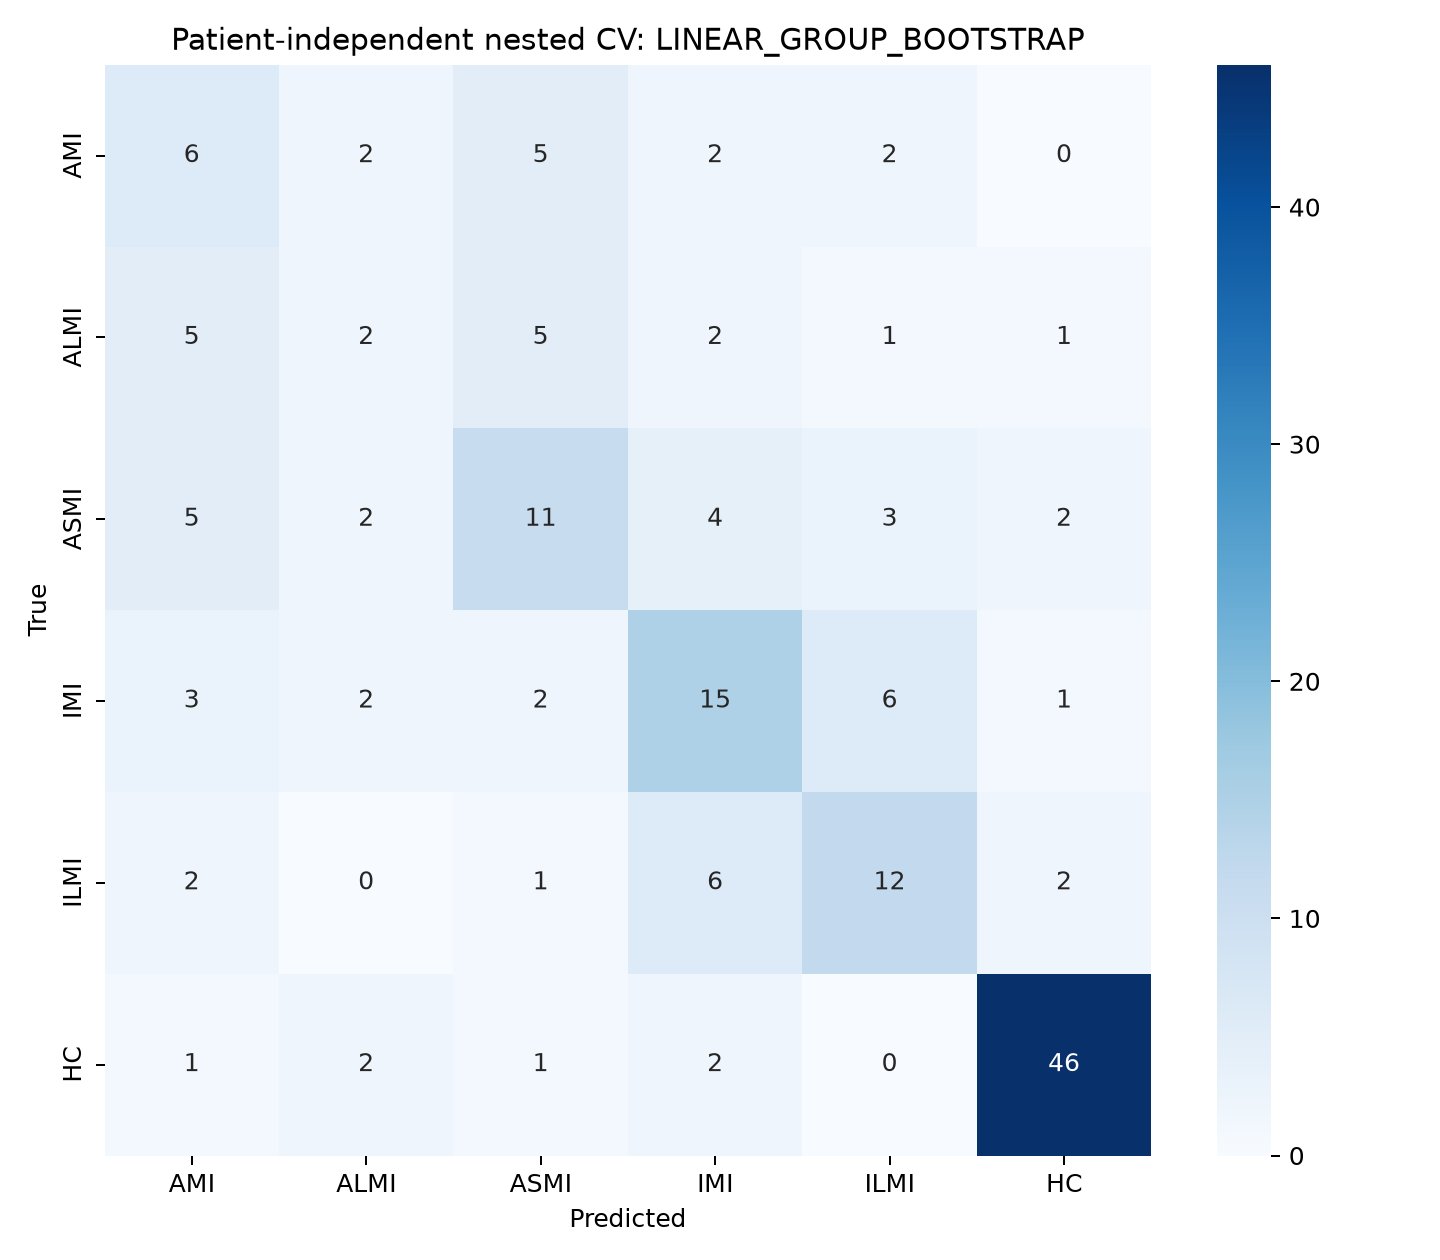 Patient-independent nested CV: LINEAR_GROUP_BOOTSTRAP
True
AMI 6 2 5 2 2 0
ALMI 5 2 5 2 1 1
ASMI 5 2 11 4 3 2
IMI 3 2 2 15 6 1
ILMI 2 0 1 6 12 2
HC 1 2 1 2 0 46
AMI ALMI ASMI IMI ILMI HC
Predicted
40
30
20
10
0